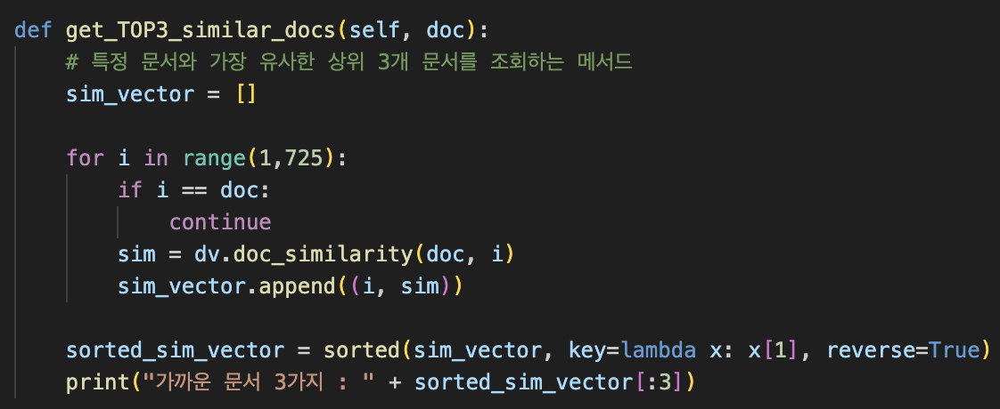 def get_TOP3_similar_docs(self, doc):
    # 특정 문서와 가장 유사한 상위 3개 문서를 조회하는 메서드
    sim_vector = []
    for i in range(1,725):
        if i == doc:
            continue
        sim = dv.doc_similarity(doc, i)
        sim_vector.append((i, sim))
    sorted_sim_vector = sorted(sim_vector, key=lambda x: x[1], reverse=True)
    print("가까운 문서 3가지 : " + sorted_sim_vector[:3])